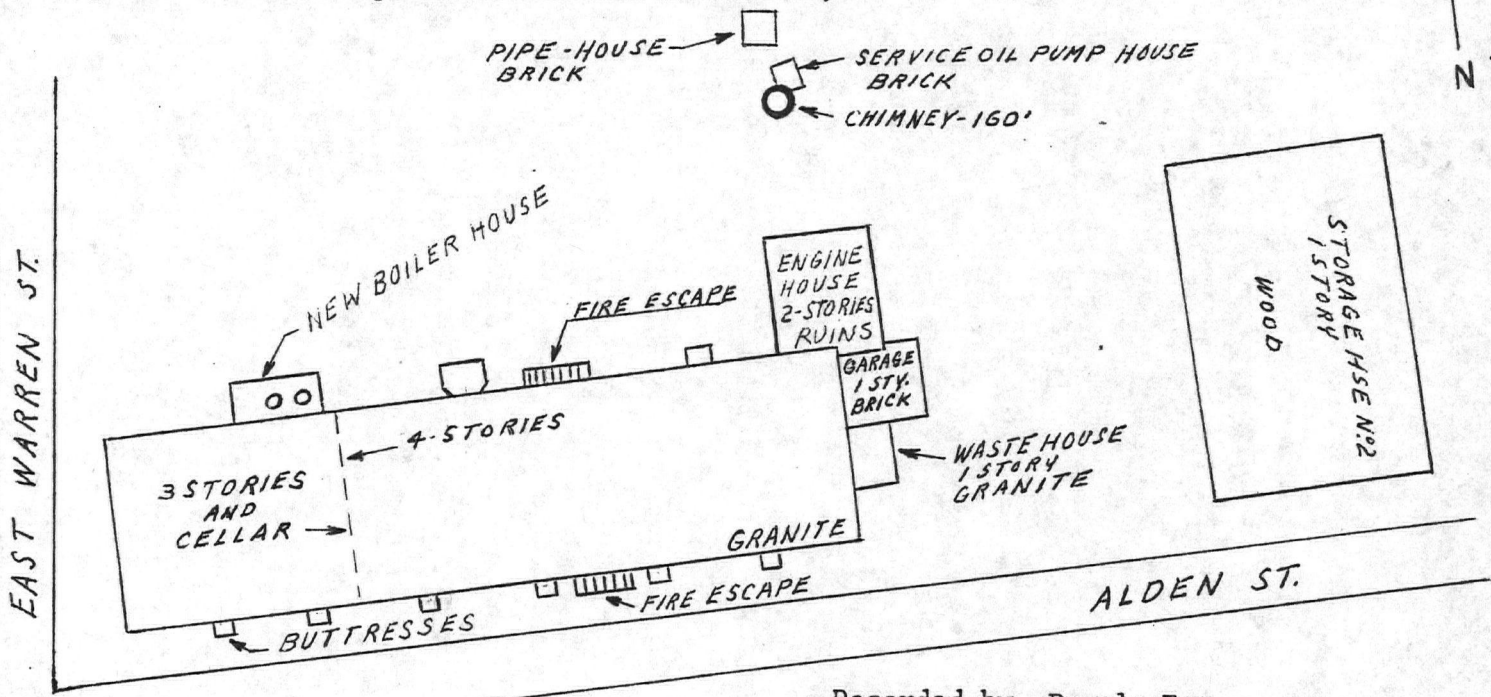 PIPE-HOUSE
BRICK
SERVICE OIL PUMP HOUSE
BRICK
CHIMNEY-160'
N
EAST WARREN ST.
NEW BOILER HOUSE
FIRE ESCAPE
ENGINE
HOUSE
2-STORIES
RUINS
GARAGE
1 STY.
BRICK
STORAGE HSE Nº2
1 STORY
WOOD
4-STORIES
3 STORIES
AND
CELLAR
WASTE HOUSE
1 STORY
GRANITE
GRANITE
FIRE ESCAPE
BUTTRESSES
ALDEN ST.